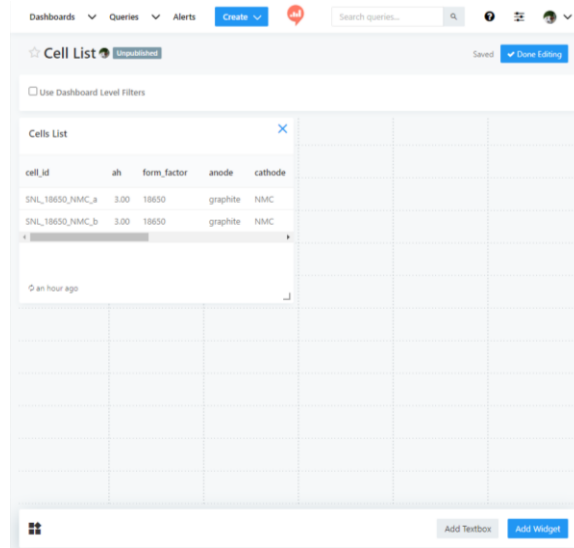 Dashboards Queries Alerts Create Search queries...
Cell List Unpublished Saved Done Editing
Use Dashboard Level Filters
Cells List
cell_id ah form_factor anode cathode
SNL_18650_NMC_a 3.00 18650 graphite NMC
SNL_18650_NMC_b 3.00 18650 graphite NMC
an hour ago
Add Textbox Add Widget